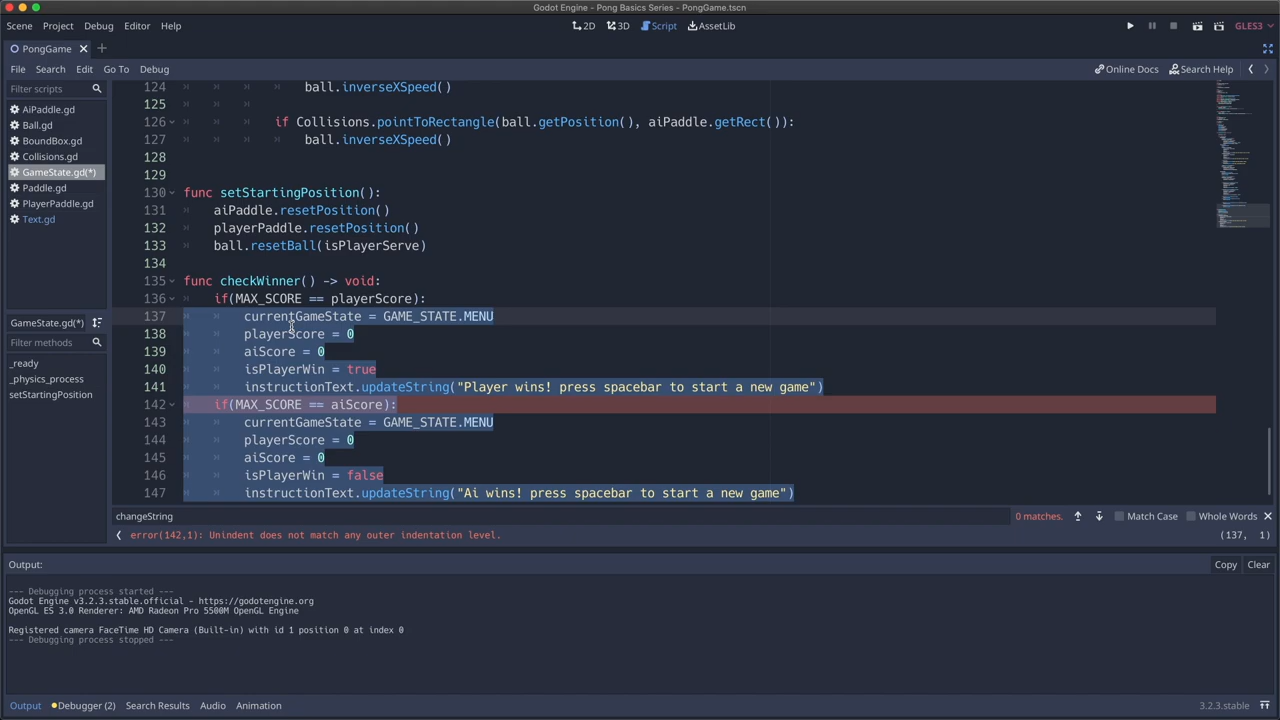 Godot Engine - Pong Basics Series - PongGame.tscn
Scene Project Debug Editor Help 2D 3D Script AssetLib GLES3
PongGame
File Search Edit Go To Debug Online Docs Search Help
Filter scripts
AiPaddle.gd
Ball.gd
BoundBox.gd
Collisions.gd
GameState.gd(*)
Paddle.gd
PlayerPaddle.gd
Text.gd
GameState.gd(*)
Filter methods
_ready
_physics_process
setStartingPosition
124 ball.inverseXSpeed()
125
126 if Collisions.pointToRectangle(ball.getPosition(), aiPaddle.getRect()):
127 ball.inverseXSpeed()
128
129
130 func setStartingPosition():
131 aiPaddle.resetPosition()
132 playerPaddle.resetPosition()
133 ball.resetBall(isPlayerServe)
134
135 func checkWinner() -> void:
136 if(MAX_SCORE == playerScore):
137 currentGameState = GAME_STATE.MENU
138 playerScore = 0
139 aiScore = 0
140 isPlayerWin = true
141 instructionText.updateString("Player wins! press spacebar to start a new game")
142 if(MAX_SCORE == aiScore):
143 currentGameState = GAME_STATE.MENU
144 playerScore = 0
145 aiScore = 0
146 isPlayerWin = false
147 instructionText.updateString("Ai wins! press spacebar to start a new game")
changeString 0 matches. Match Case Whole Words
error(142,1): Unindent does not match any outer indentation level. (137, 1)
Output: Copy Clear
--- Debugging process started ---
Godot Engine v3.2.3.stable.official - https://godotengine.org
OpenGL ES 3.0 Renderer: AMD Radeon Pro 5500M OpenGL Engine
Registered camera FaceTime HD Camera (Built-in) with id 1 position 0 at index 0
--- Debugging process stopped ---
Output Debugger (2) Search Results Audio Animation 3.2.3.stable